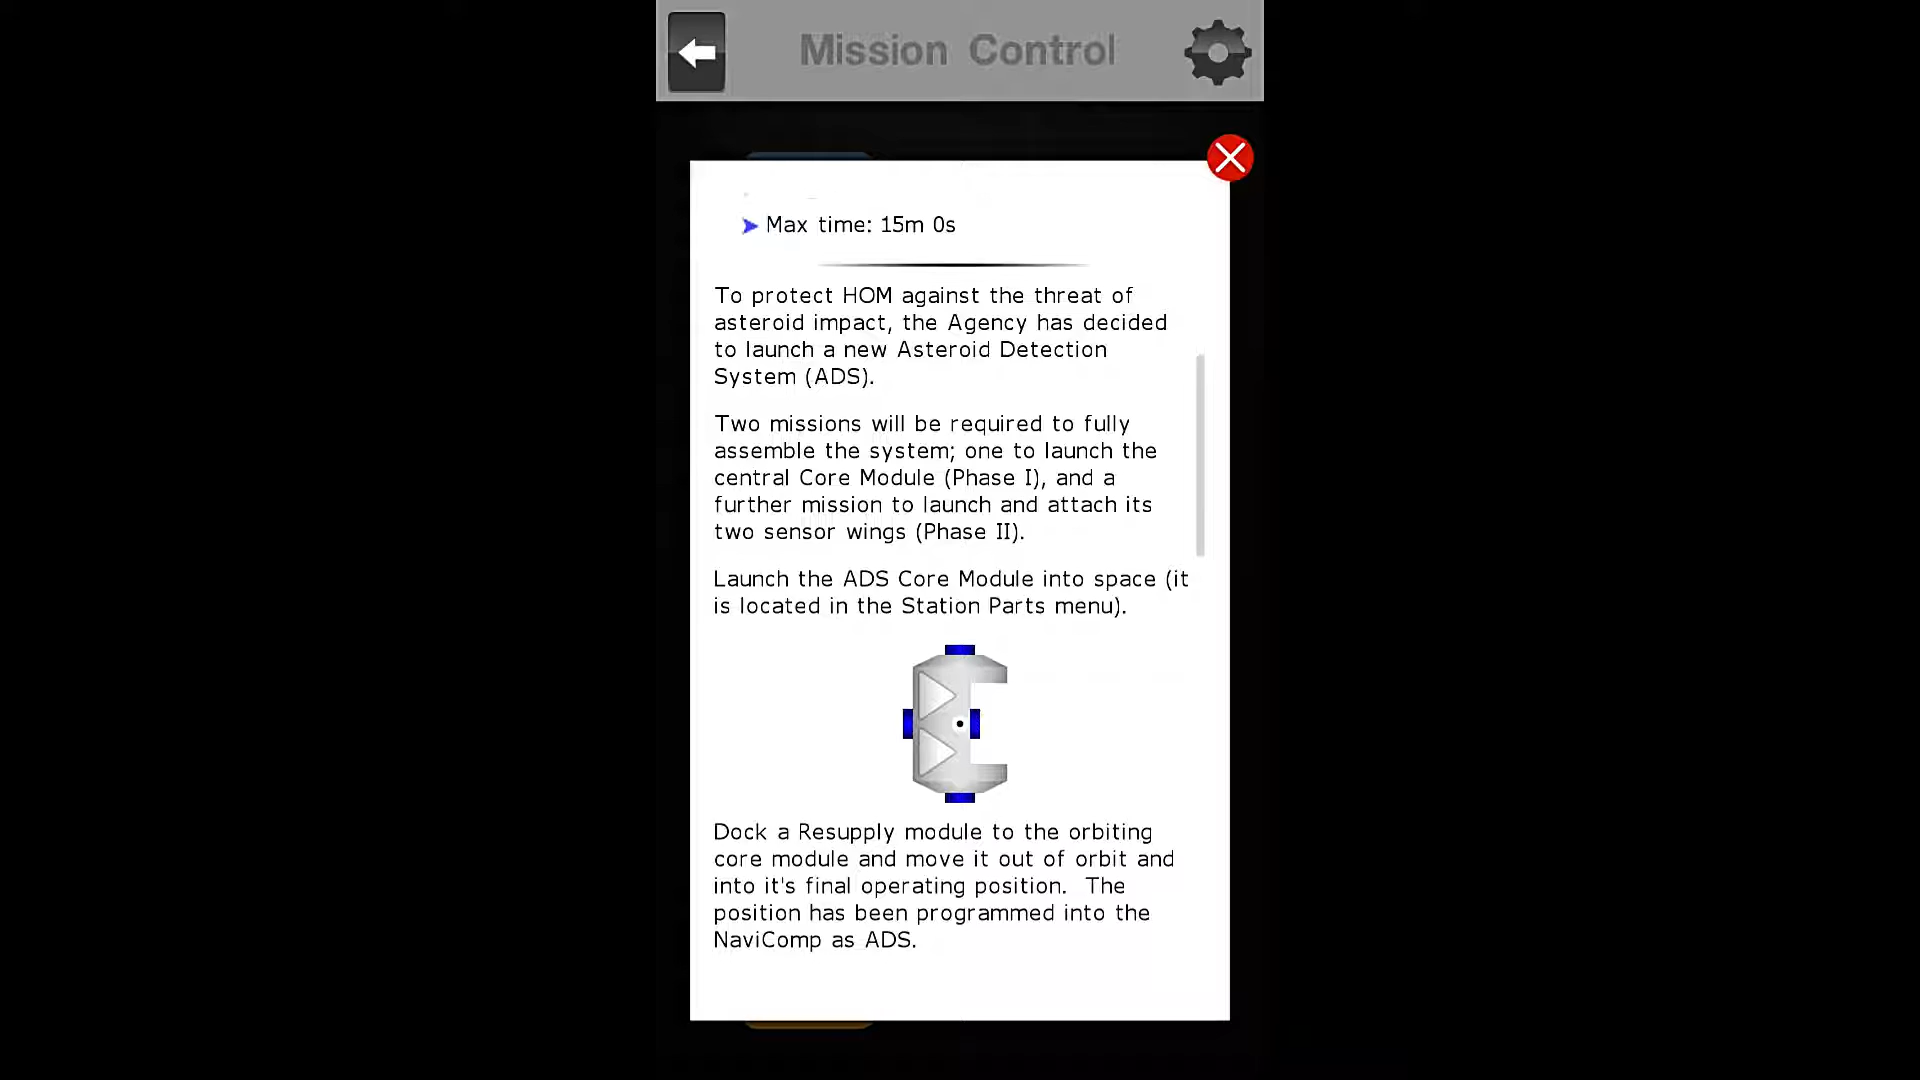 Mission Control
Max time: 15m 0s
To protect HOM against the threat of
asteroid impact, the Agency has decided
to launch a new Asteroid Detection
System (ADS).
Two missions will be required to fully
assemble the system; one to launch the
central Core Module (Phase I), and a
further mission to launch and attach its
two sensor wings (Phase II).
Launch the ADS Core Module into space (it
is located in the Station Parts menu).
Dock a Resupply module to the orbiting
core module and move it out of orbit and
into it's final operating position.  The
position has been programmed into the
NaviComp as ADS.